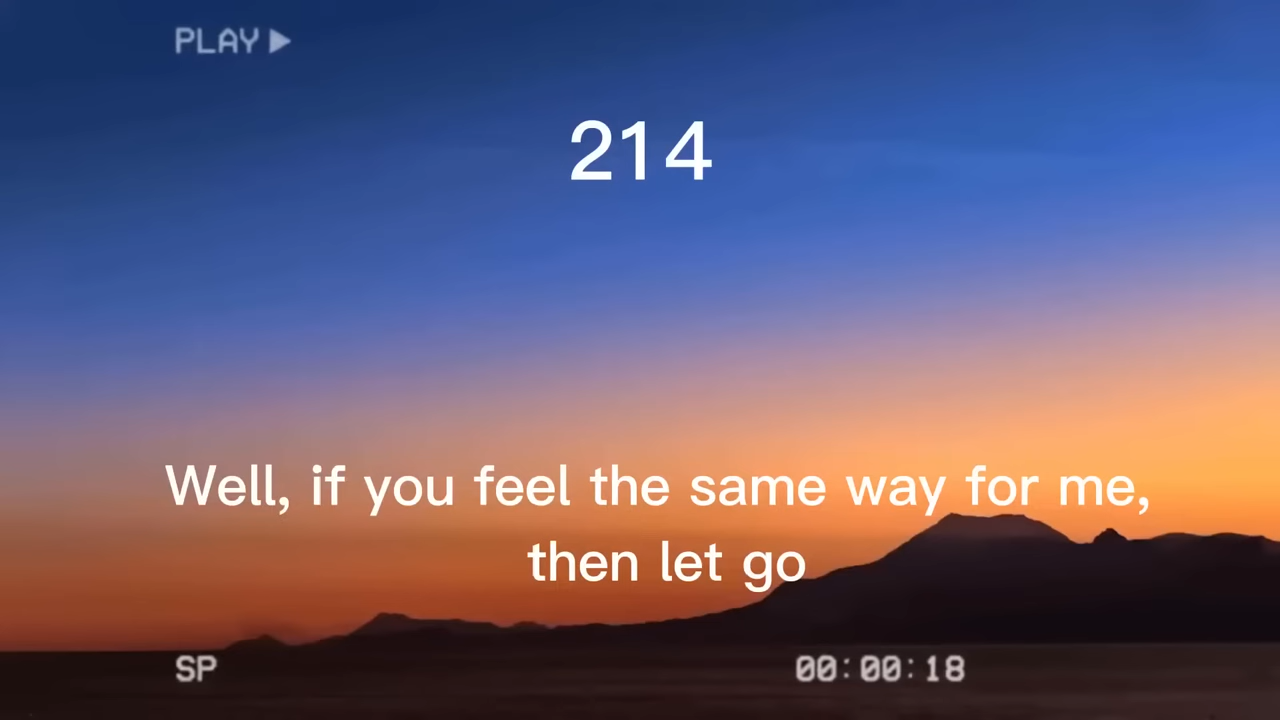 PLAY ▶
214
Well, if you feel the same way for me,
then let go
SP
00:00:18